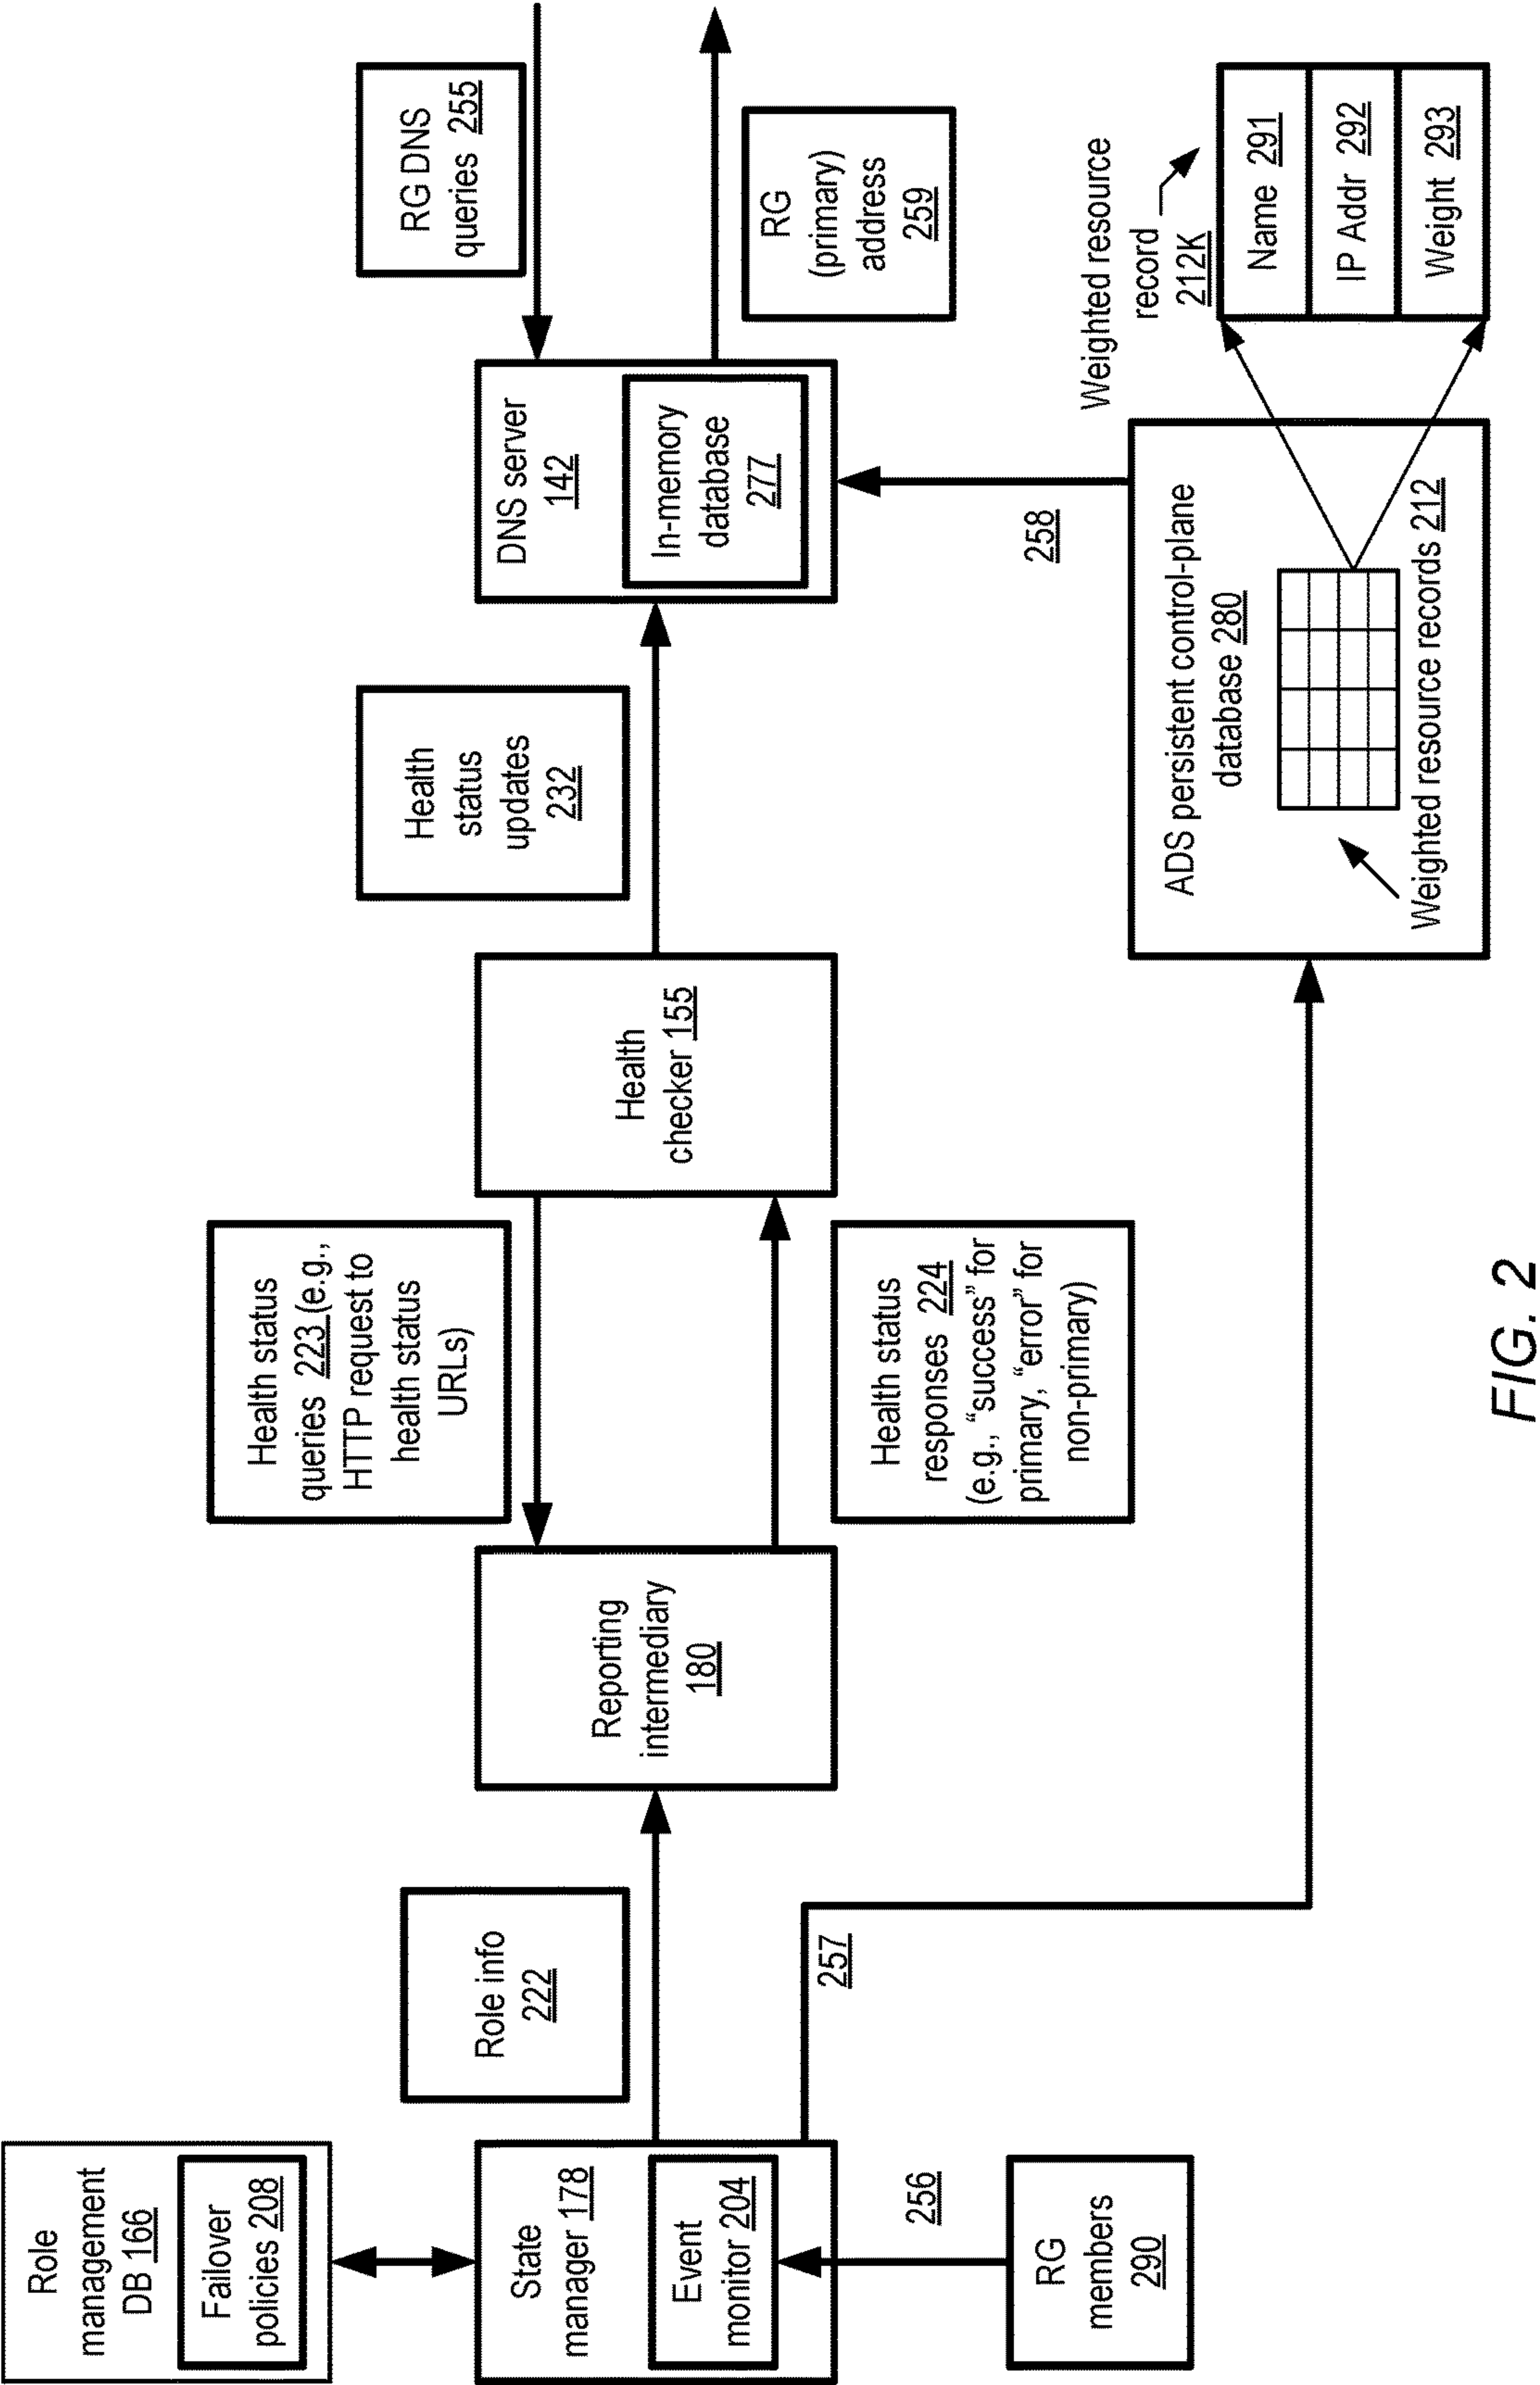 Role
management
DB 166
Failover
policies 208
State
manager 178
Event
monitor 204
256
RG
members
290
Role info
222
257
Reporting
intermediary
180
Health status
queries 223 (e.g.,
HTTP request to
health status
URLs)
Health status
responses 224
(e.g., “success” for
primary, “error” for
non-primary)
Health
checker 155
Health
status
updates
232
DNS server
142
In-memory
database
277
RG DNS
queries 255
RG
(primary)
address
259
258
ADS persistent control-plane
database 280
Weighted resource records 212
Weighted resource
record
212K
Name 291
IP Addr 292
Weight 293
FIG. 2